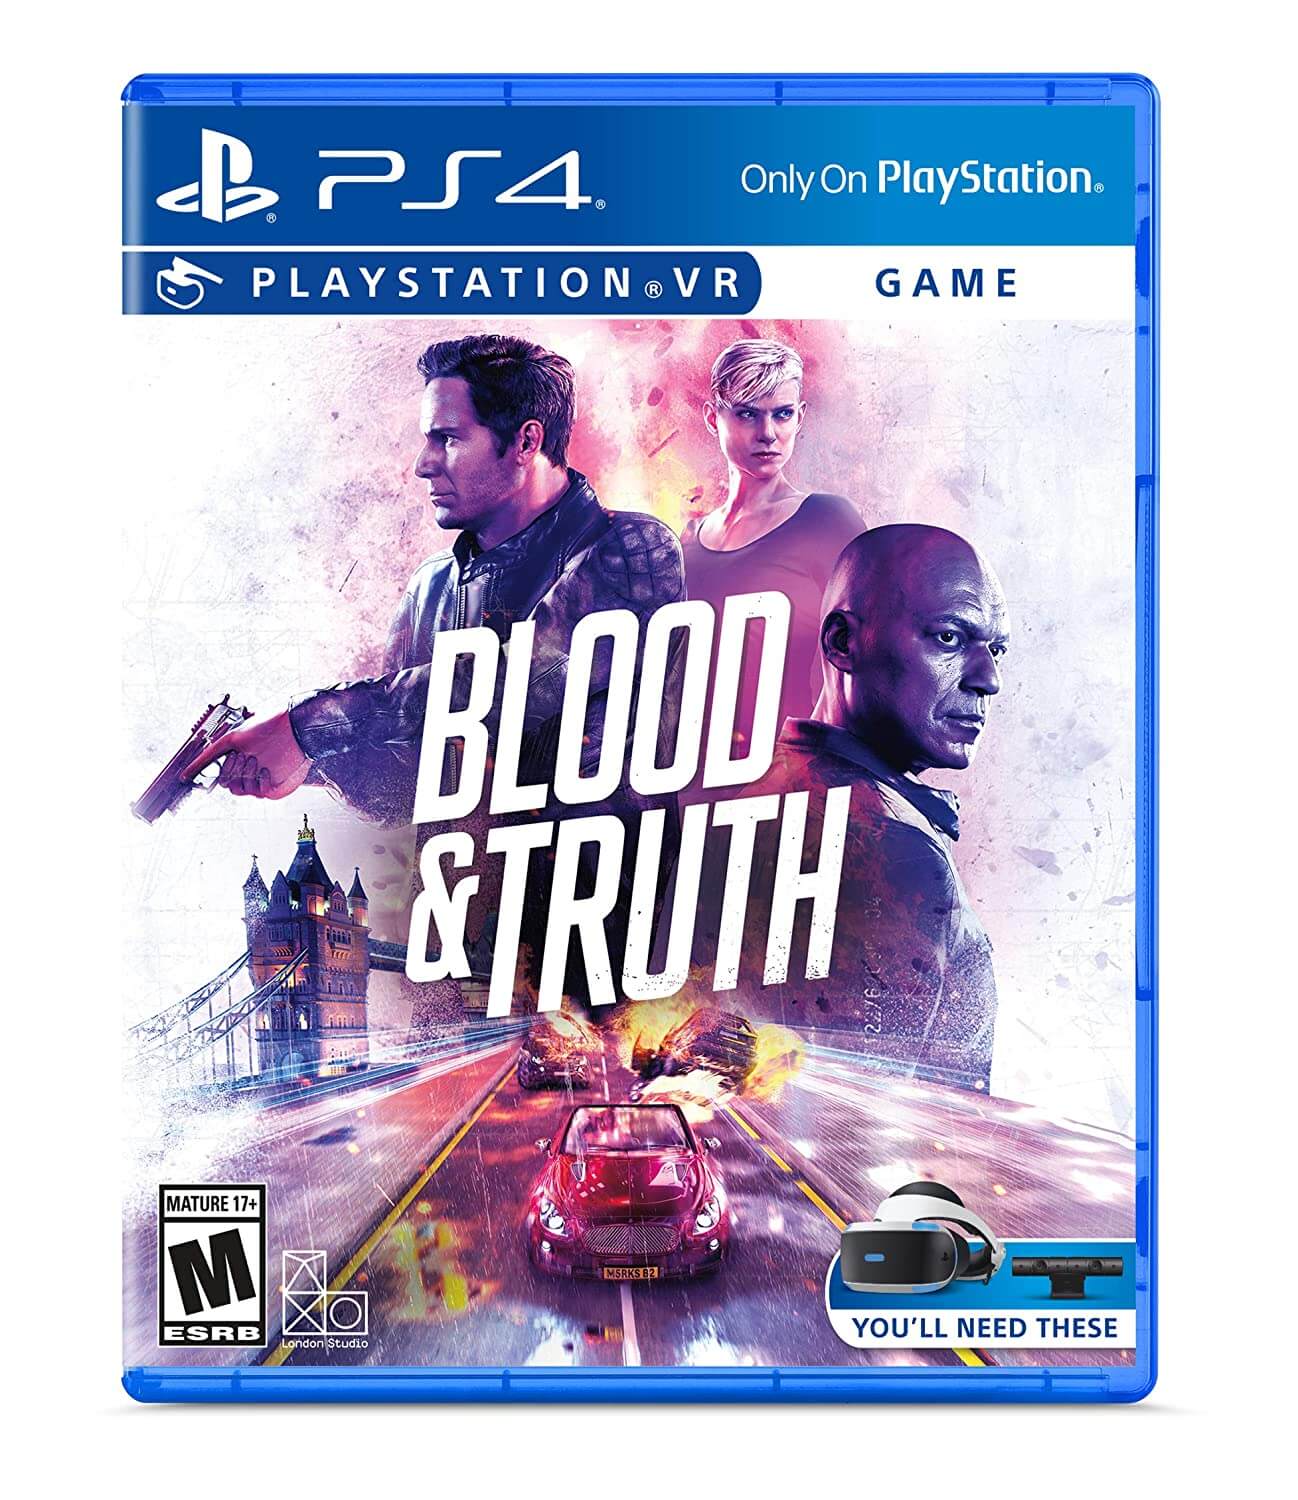 PS4®
Only On PlayStation®
PLAYSTATION®VR
GAME
BLOOD
&TRUTH
M5RKS 62
MATURE 17+
M
ESRB
®
London Studio
YOU'LL NEED THESE